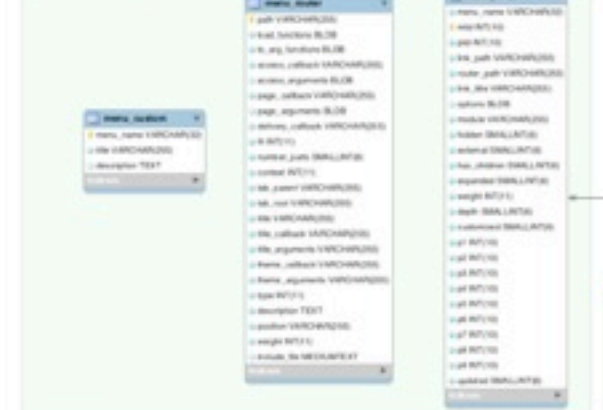 menu_custom
menu_name VARCHAR(32)
title VARCHAR(255)
description TEXT
menu_router
path VARCHAR(255)
load_functions BLOB
to_arg_functions BLOB
access_callback VARCHAR(255)
access_arguments BLOB
page_callback VARCHAR(255)
page_arguments BLOB
delivery_callback VARCHAR(255)
fit INT(11)
number_parts SMALLINT(6)
context INT(11)
tab_parent VARCHAR(255)
tab_root VARCHAR(255)
title VARCHAR(255)
title_callback VARCHAR(255)
title_arguments VARCHAR(255)
theme_callback VARCHAR(255)
theme_arguments VARCHAR(255)
type INT(11)
description TEXT
position VARCHAR(255)
weight INT(11)
include_file MEDIUMTEXT
menu_name VARCHAR(32)
mlid INT(10)
plid INT(10)
link_path VARCHAR(255)
router_path VARCHAR(255)
link_title VARCHAR(255)
options BLOB
module VARCHAR(255)
hidden SMALLINT(6)
external SMALLINT(6)
has_children SMALLINT(6)
expanded SMALLINT(6)
weight INT(11)
depth SMALLINT(6)
customized SMALLINT(6)
p1 INT(10)
p2 INT(10)
p3 INT(10)
p4 INT(10)
p5 INT(10)
p6 INT(10)
p7 INT(10)
p8 INT(10)
p9 INT(10)
updated SMALLINT(6)